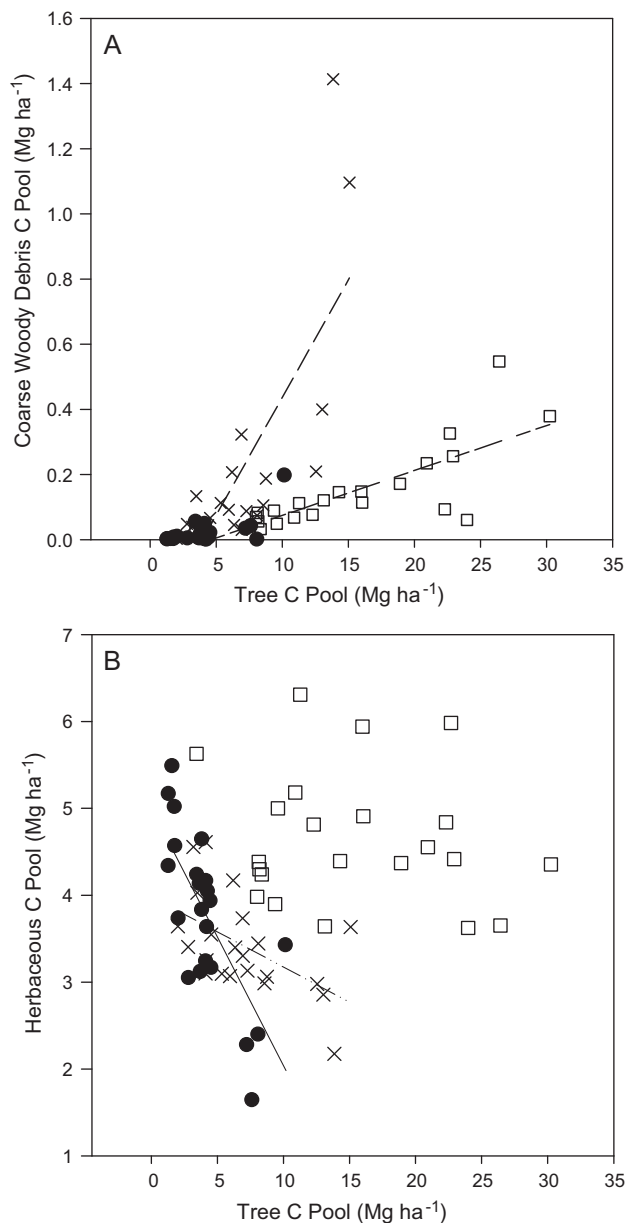 A
Coarse Woody Debris C Pool (Mg ha⁻¹)
1.6
1.4
1.2
1.0
0.8
0.6
0.4
0.2
0.0
0 5 10 15 20 25 30 35
Tree C Pool (Mg ha⁻¹)
B
Herbaceous C Pool (Mg ha⁻¹)
7
6
5
4
3
2
1
0 5 10 15 20 25 30 35
Tree C Pool (Mg ha⁻¹)